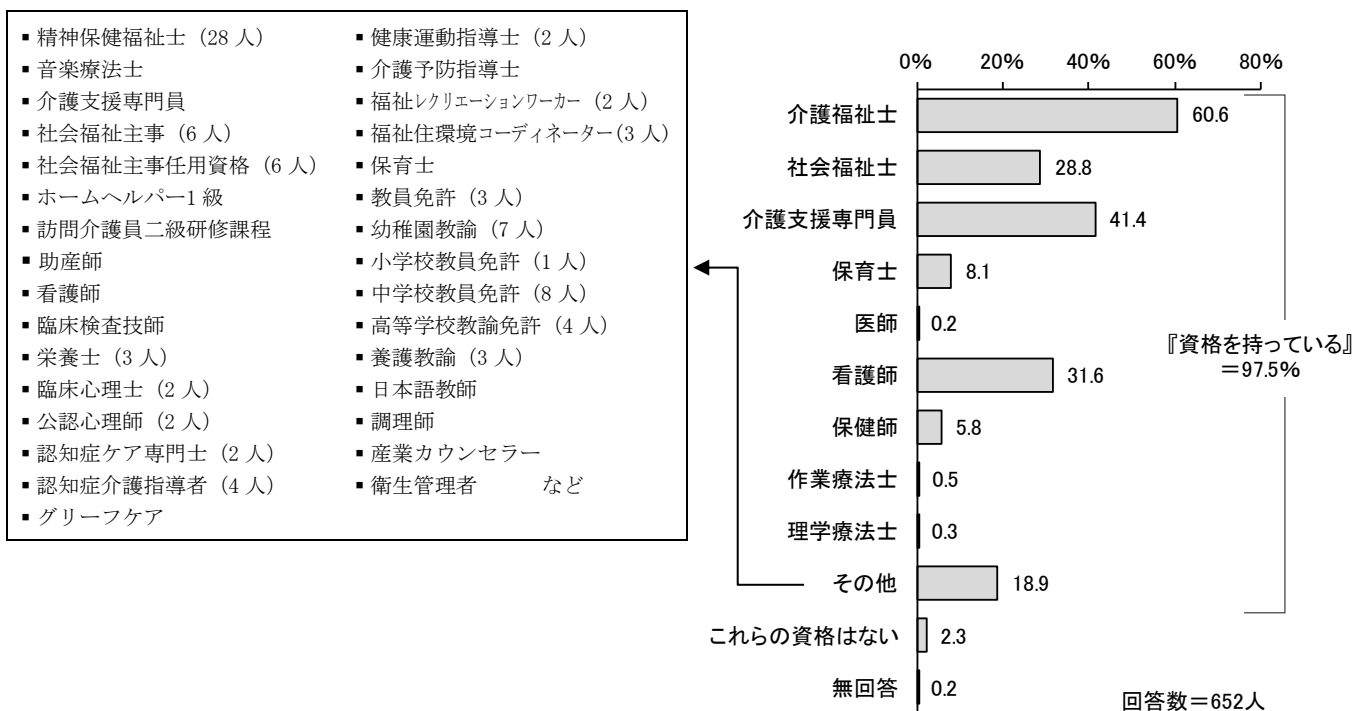 ▪ 精神保健福祉士（28 人）
▪ 音楽療法士
▪ 介護支援専門員
▪ 社会福祉主事（6 人）
▪ 社会福祉主事任用資格（6 人）
▪ ホームヘルパー1 級
▪ 訪問介護員二級研修課程
▪ 助産師
▪ 看護師
▪ 臨床検査技師
▪ 栄養士（3 人）
▪ 臨床心理士（2 人）
▪ 公認心理師（2 人）
▪ 認知症ケア専門士（2 人）
▪ 認知症介護指導者（4 人）
▪ グリーフケア
▪ 健康運動指導士（2 人）
▪ 介護予防指導士
▪ 福祉レクリエーションワーカー（2 人）
▪ 福祉住環境コーディネーター（3 人）
▪ 保育士
▪ 教員免許（3 人）
▪ 幼稚園教諭（7 人）
▪ 小学校教員免許（1 人）
▪ 中学校教員免許（8 人）
▪ 高等学校教諭免許（4 人）
▪ 養護教諭（3 人）
▪ 日本語教師
▪ 調理師
▪ 産業カウンセラー
▪ 衛生管理者　　　など
0% 20% 40% 60% 80%
介護福祉士 60.6
社会福祉士 28.8
介護支援専門員 41.4
保育士 8.1
医師 0.2
看護師 31.6
保健師 5.8
作業療法士 0.5
理学療法士 0.3
その他 18.9
これらの資格はない 2.3
無回答 0.2
『資格を持っている』
＝97.5%
回答数＝652人